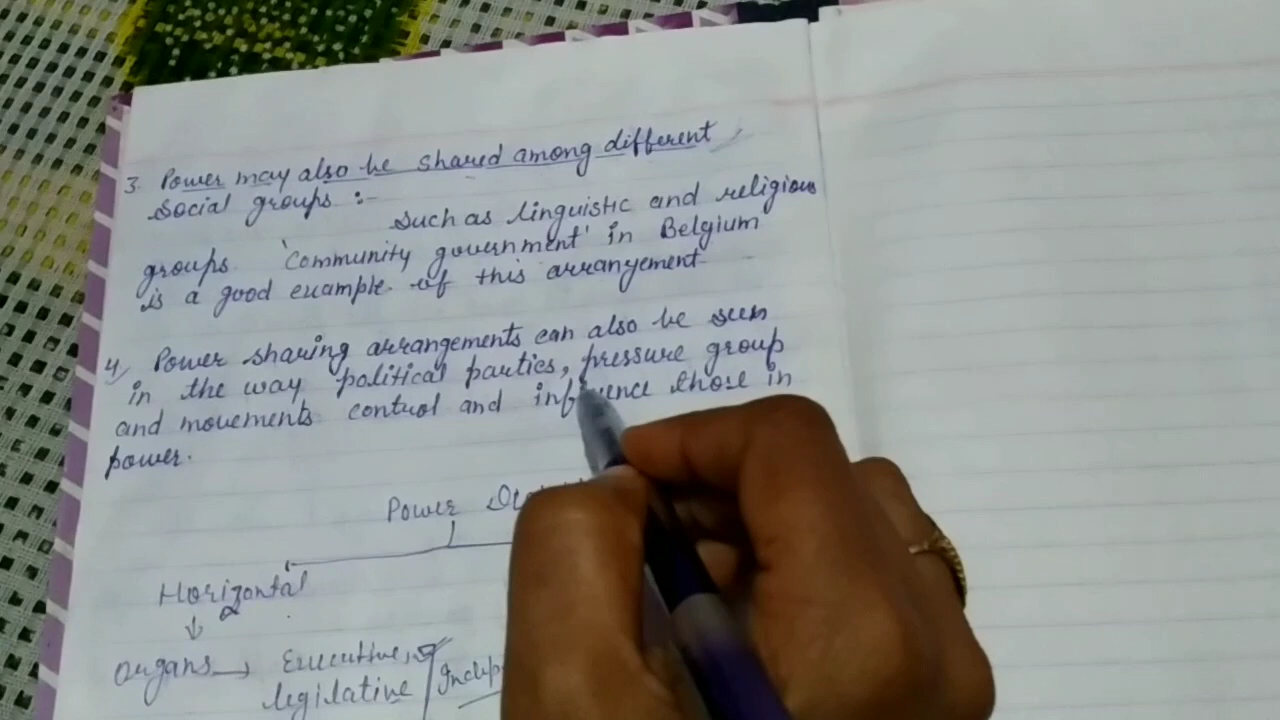 3. Power may also be shared among different
social groups :-
such as linguistic and religious
groups. 'Community government' in Belgium
is a good example of this arrangement
4, Power sharing arrangements can also be seen
in the way political parties, pressure group
and movements control and influence those in
power.
Power
Horizontal
Organs → Executive,
legilative